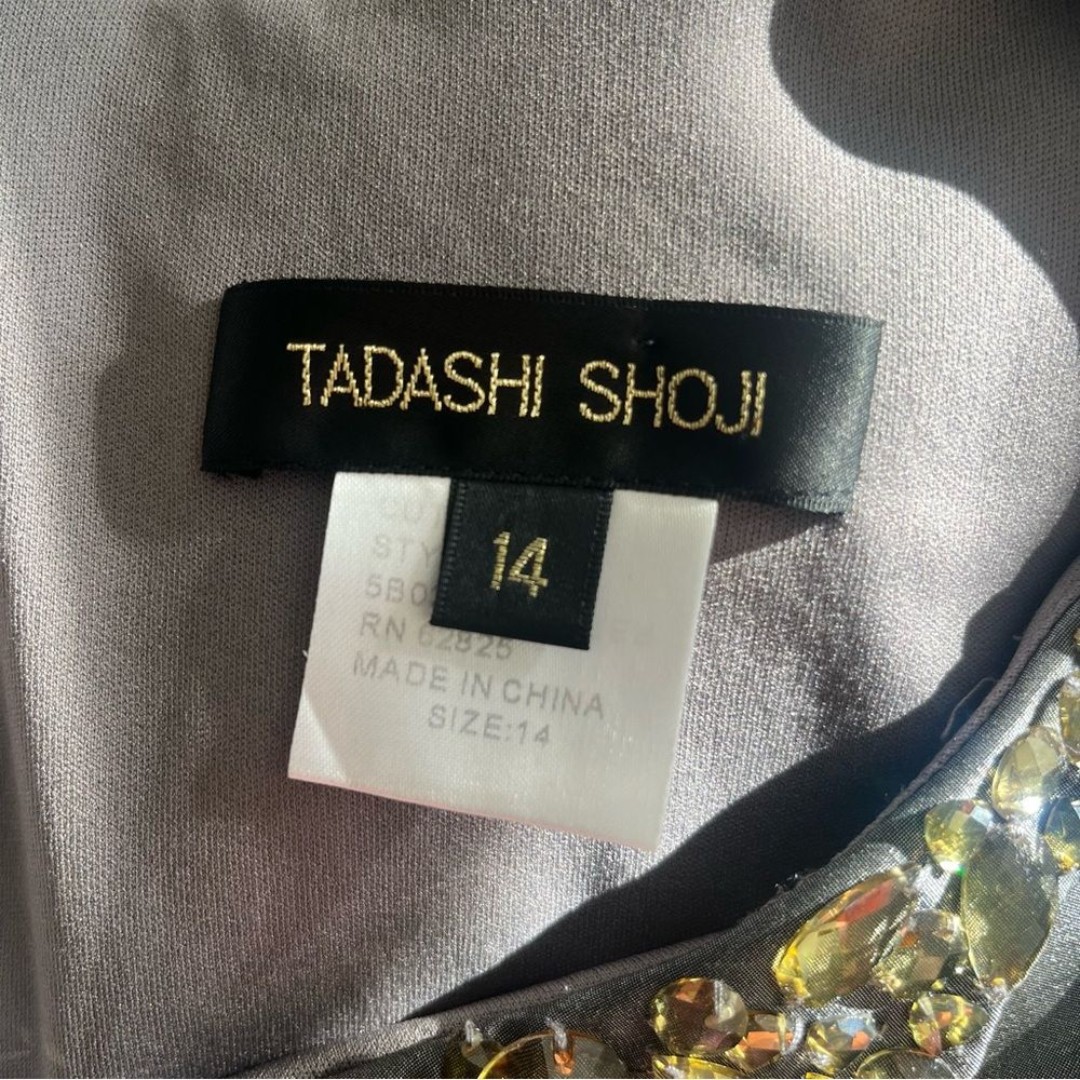 TADASHI SHOJI
14
RN 62825
MADE IN CHINA
SIZE:14